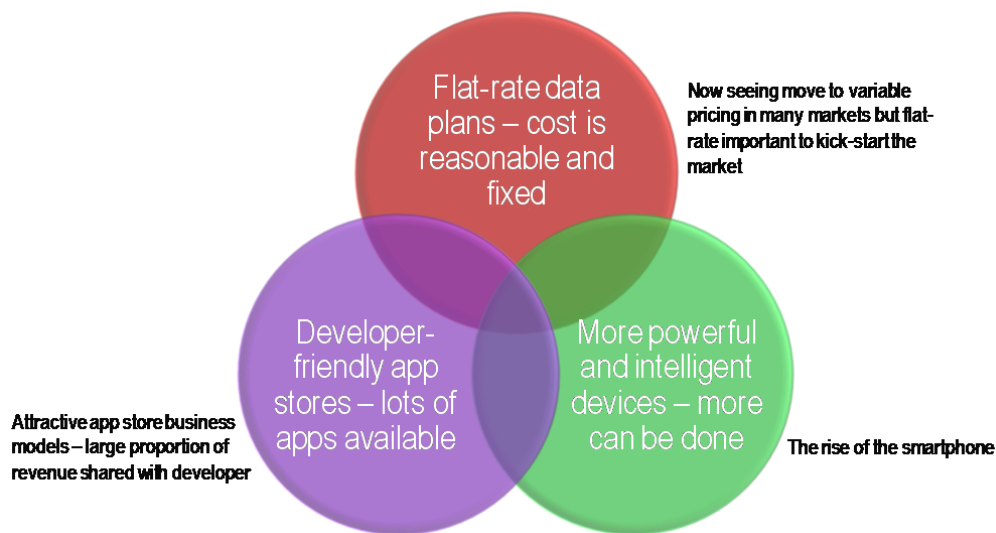 Flat-rate data
plans – cost is
reasonable and
fixed
Now seeing move to variable
pricing in many markets but flat-
rate important to kick-start the
market
Developer-
friendly app
stores – lots of
apps available
Attractive app store business
models – large proportion of
revenue shared with developer
More powerful
and intelligent
devices – more
can be done
The rise of the smartphone